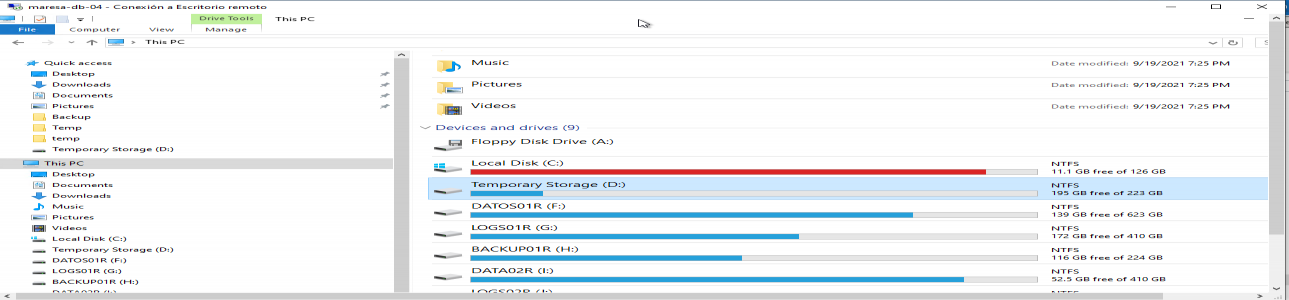 maresa-db-04 - Conexión a Escritorio remoto
Drive Tools
This PC
File
Computer
View
Manage
This PC
Quick access
Desktop
Downloads
Documents
Pictures
Backup
Temp
temp
Temporary Storage (D:)
This PC
Desktop
Documents
Downloads
Music
Pictures
Videos
Local Disk (C:)
Temporary Storage (D:)
DATOS01R (F:)
LOGS01R (G:)
BACKUP01R (H:)
DATA02R (I:)
Music
Date modified: 9/19/2021 7:25 PM
Pictures
Date modified: 9/19/2021 7:25 PM
Videos
Date modified: 9/19/2021 7:25 PM
Devices and drives (9)
Floppy Disk Drive (A:)
Local Disk (C:)
NTFS
11.1 GB free of 126 GB
Temporary Storage (D:)
NTFS
195 GB free of 223 GB
DATOS01R (F:)
NTFS
139 GB free of 623 GB
LOGS01R (G:)
NTFS
172 GB free of 410 GB
BACKUP01R (H:)
NTFS
116 GB free of 224 GB
DATA02R (I:)
NTFS
52.5 GB free of 410 GB
LOGS02R (J:)
NTFS